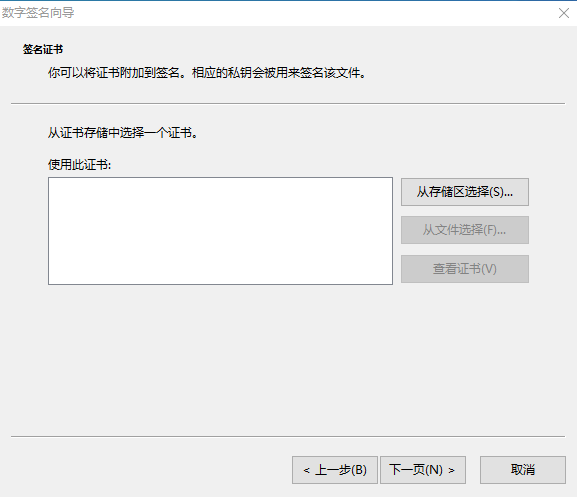 数字签名向导
签名证书
你可以将证书附加到签名。相应的私钥会被用来签名该文件。
从证书存储中选择一个证书。
使用此证书:
从存储区选择(S)...
从文件选择(F)...
查看证书(V)
< 上一步(B)
下一页(N) >
取消